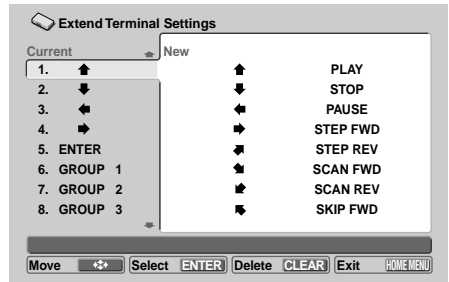 Extend Terminal Settings
Current New
1. ⬆ ⬆ PLAY
2. ⬇ ⬇ STOP
3. ⬅ ⬅ PAUSE
4. ➡ ➡ STEP FWD
5. ENTER STEP REV
6. GROUP 1 SCAN FWD
7. GROUP 2 SCAN REV
8. GROUP 3 SKIP FWD
Move Select ENTER Delete CLEAR Exit HOME MENU